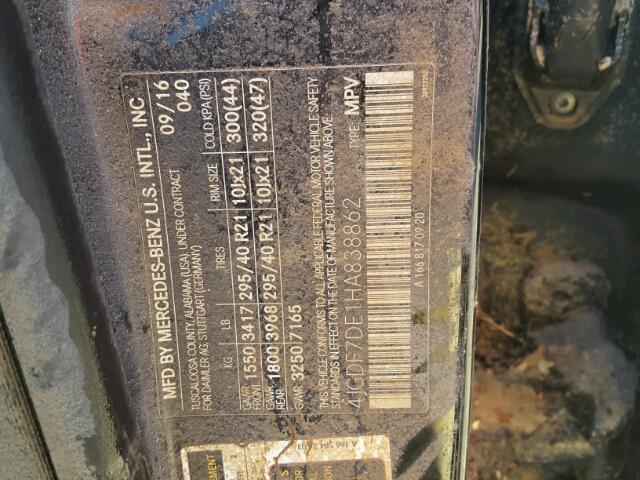 MFD BY MERCEDES-BENZ U.S. INTL., INC
09/16
TUSCALOOSA COUNTY, ALABAMA (USA) UNDER CONTRACT
040
FOR DAIMLER AG, STUTTGART (GERMANY)
KG LB TIRES RIM SIZE COLD KPA (PSI)
GAWR FRONT 1550 3417 295/40 R21 10Jx21 300(44)
GAWR REAR 1800 3968 295/40 R21 10Jx21 320(47)
GVWR 3250 7165
THIS VEHICLE CONFORMS TO ALL APPLICABLE FEDERAL MOTOR VEHICLE SAFETY
STANDARDS IN EFFECT ON THE DATE OF MANUFACTURE SHOWN ABOVE.
TYPE: MPV
4JGDF7DE1HA838862
A 166 817 09 20
A 166 584